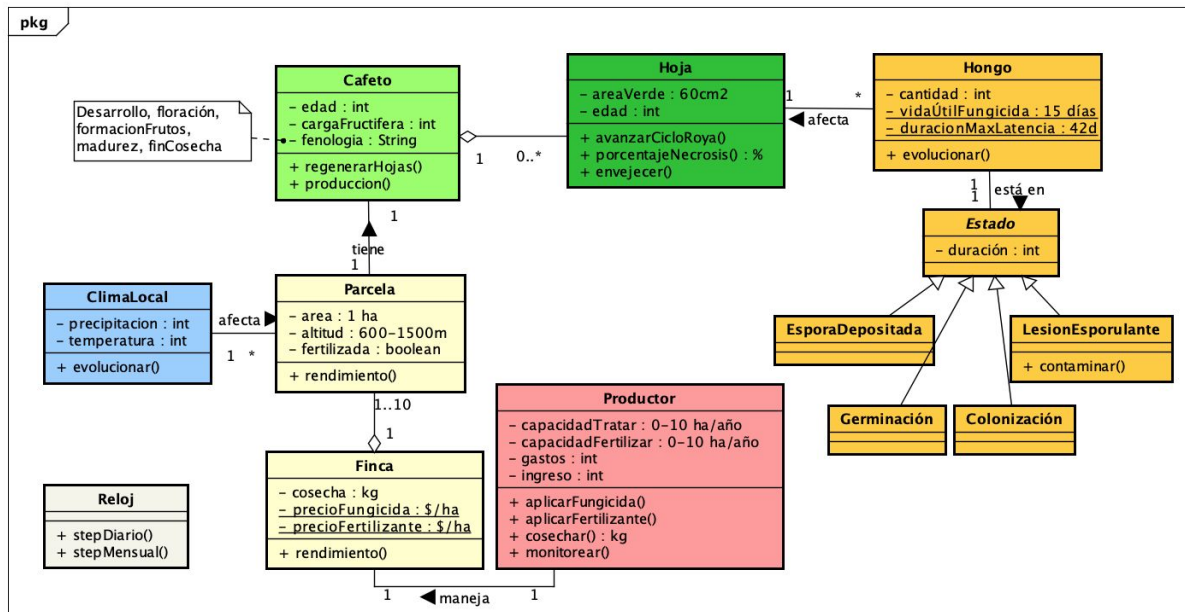 pkg
Desarrollo, floración,
formacionFrutos,
madurez, finCosecha
Cafeto
- edad : int
- cargaFructifera : int
- fenologia : String
+ regenerarHojas()
+ produccion()
1
0..*
Hoja
- areaVerde : 60cm2
- edad : int
+ avanzarCicloRoya()
+ porcentajeNecrosis() : %
+ envejecer()
1
*
afecta
Hongo
- cantidad : int
- vidaÚtilFungicida : 15 días
- duracionMaxLatencia : 42d
+ evolucionar()
1
1
está en
Estado
- duración : int
EsporaDepositada
LesionEsporulante
+ contaminar()
Germinación
Colonización
1
tiene
1
ClimaLocal
- precipitacion : int
- temperatura : int
+ evolucionar()
afecta
1
*
Parcela
- area : 1 ha
- altitud : 600-1500m
- fertilizada : boolean
+ rendimiento()
1..10
1
Finca
- cosecha : kg
- precioFungicida : $/ha
- precioFertilizante : $/ha
+ rendimiento()
Productor
- capacidadTratar : 0-10 ha/año
- capacidadFertilizar : 0-10 ha/año
- gastos : int
- ingreso : int
+ aplicarFungicida()
+ aplicarFertilizante()
+ cosechar() : kg
+ monitorear()
Reloj
+ stepDiario()
+ stepMensual()
1
maneja
1